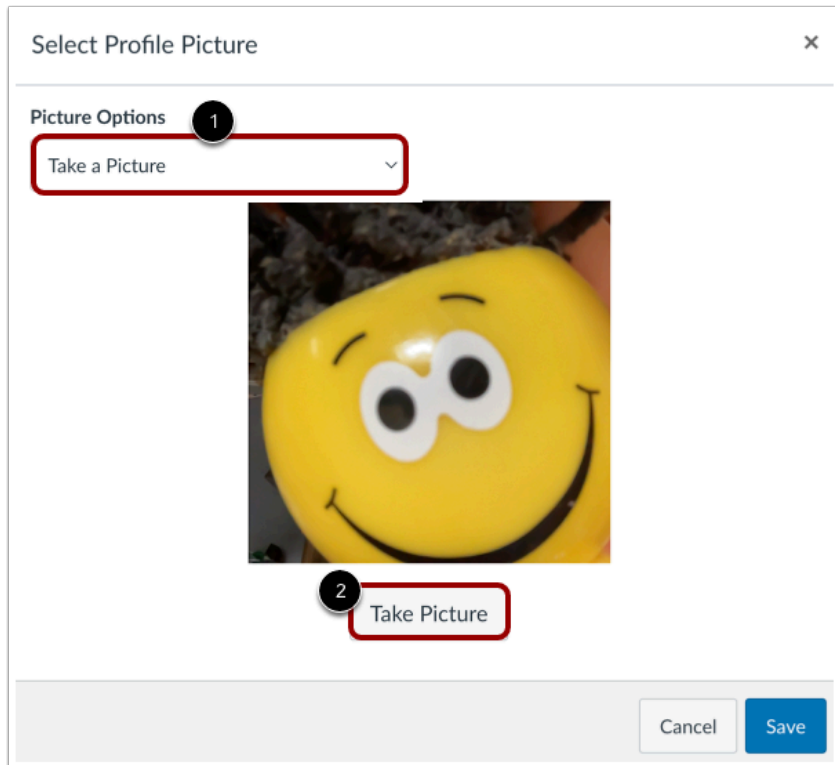 Select Profile Picture ×
Picture Options 1
Take a Picture
2
Take Picture
Cancel Save